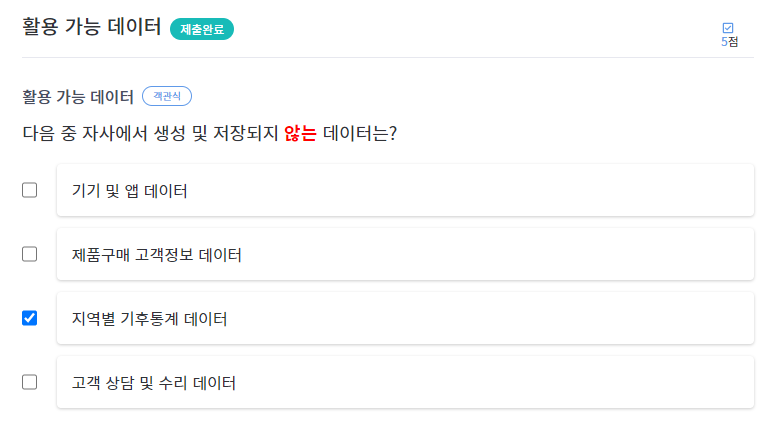 활용 가능 데이터 제출완료
5점
활용 가능 데이터 객관식
다음 중 자사에서 생성 및 저장되지 않는 데이터는?
기기 및 앱 데이터
제품구매 고객정보 데이터
지역별 기후통계 데이터
고객 상담 및 수리 데이터